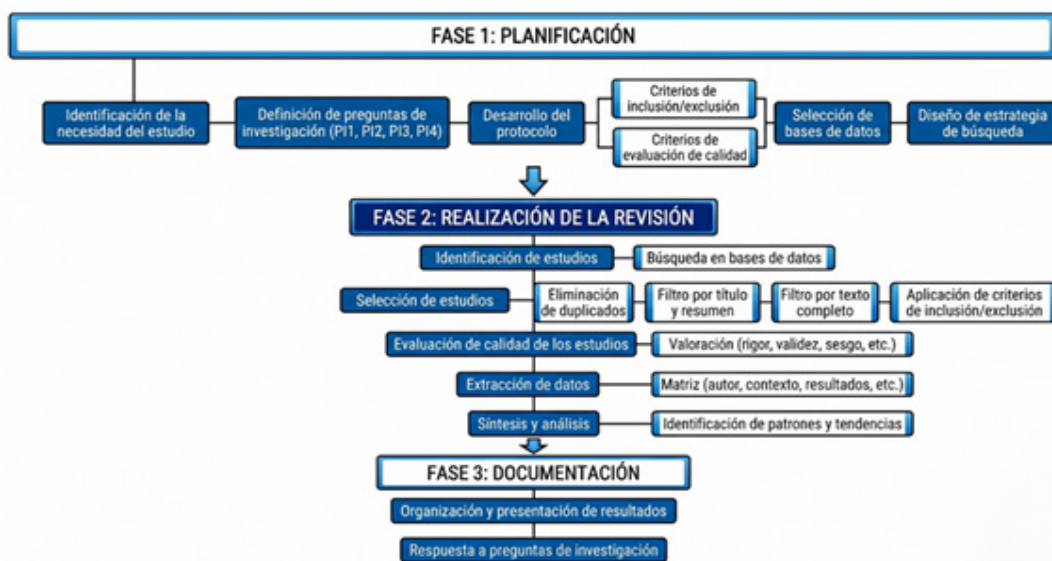 FASE 1: PLANIFICACIÓN
Identificación de la
necesidad del estudio
Definición de preguntas de
investigación (PI1, PI2, PI3, PI4)
Desarrollo del
protocolo
Criterios de
inclusión/exclusión
Criterios de
evaluación de calidad
Selección de
bases de datos
Diseño de estrategia
de búsqueda
FASE 2: REALIZACIÓN DE LA REVISIÓN
Identificación de estudios
Búsqueda en bases de datos
Selección de estudios
Eliminación
de duplicados
Filtro por título
y resumen
Filtro por texto
completo
Aplicación de criterios
de inclusión/exclusión
Evaluación de calidad de los estudios
Valoración (rigor, validez, sesgo, etc.)
Extracción de datos
Matriz (autor, contexto, resultados, etc.)
Síntesis y análisis
Identificación de patrones y tendencias
FASE 3: DOCUMENTACIÓN
Organización y presentación de resultados
Respuesta a preguntas de investigación